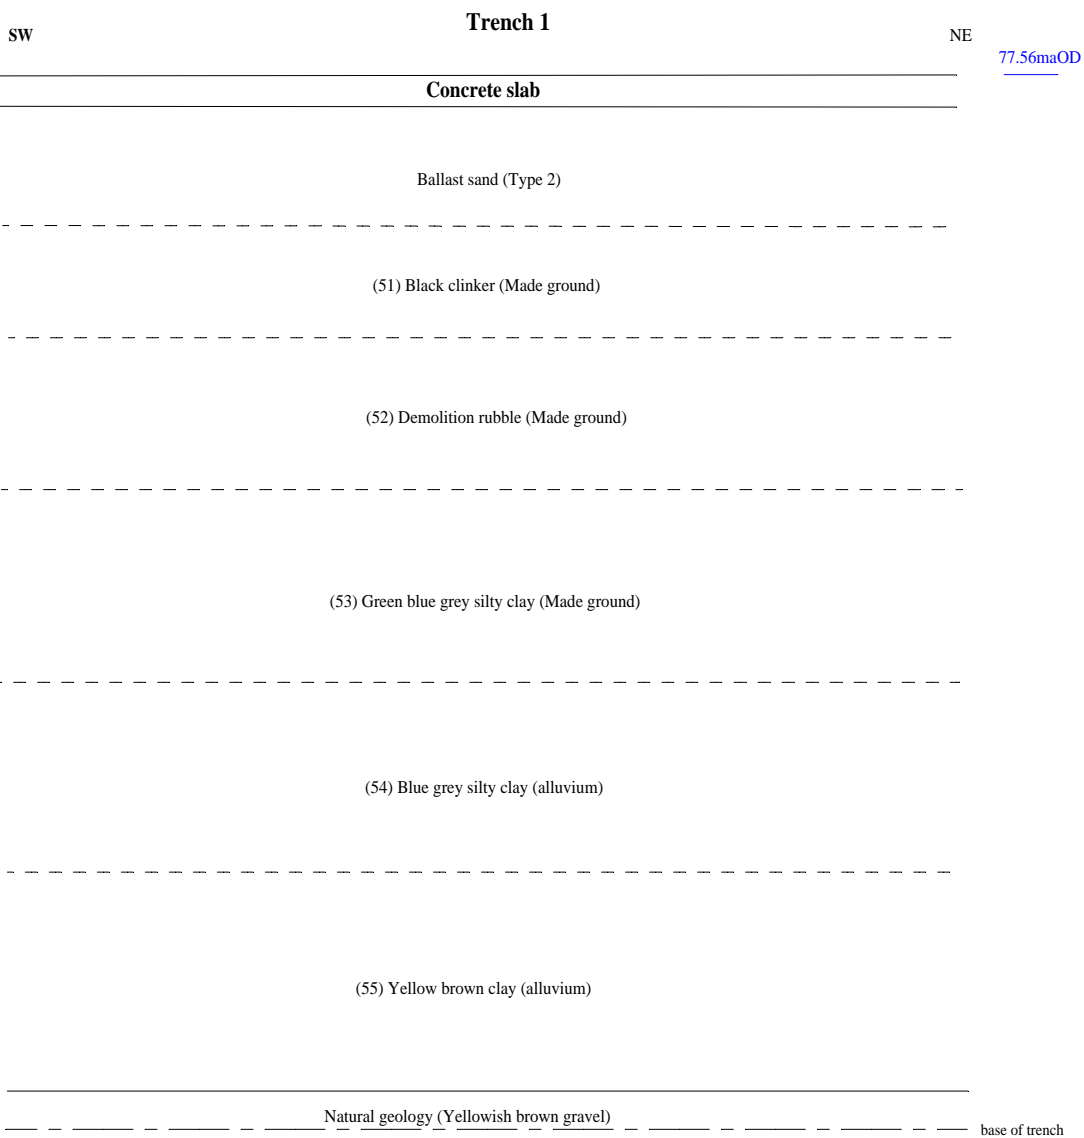 Trench 1
SW
NE
77.56maOD
Concrete slab
Ballast sand (Type 2)
(51) Black clinker (Made ground)
(52) Demolition rubble (Made ground)
(53) Green blue grey silty clay (Made ground)
(54) Blue grey silty clay (alluvium)
(55) Yellow brown clay (alluvium)
Natural geology (Yellowish brown gravel)
base of trench